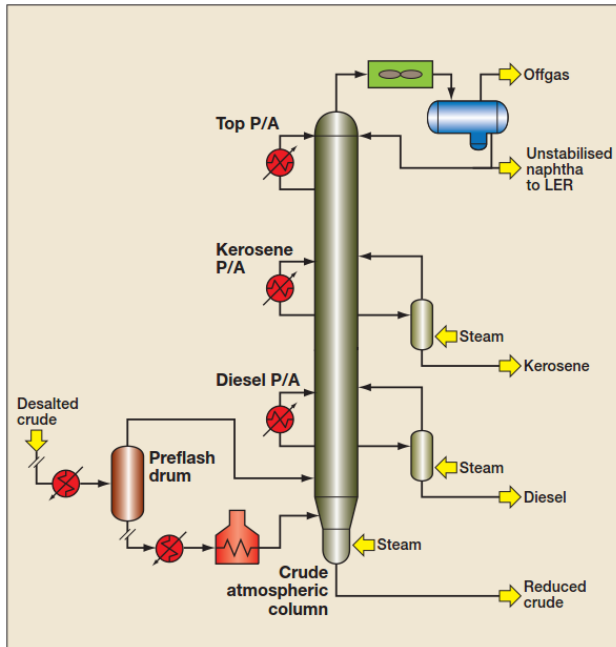 Offgas
Top P/A
Unstabilised
naphtha
to LER
Kerosene
P/A
Steam
Kerosene
Diesel P/A
Desalted
crude
Preflash
drum
Steam
Diesel
Steam
Crude
atmospheric
column
Reduced
crude